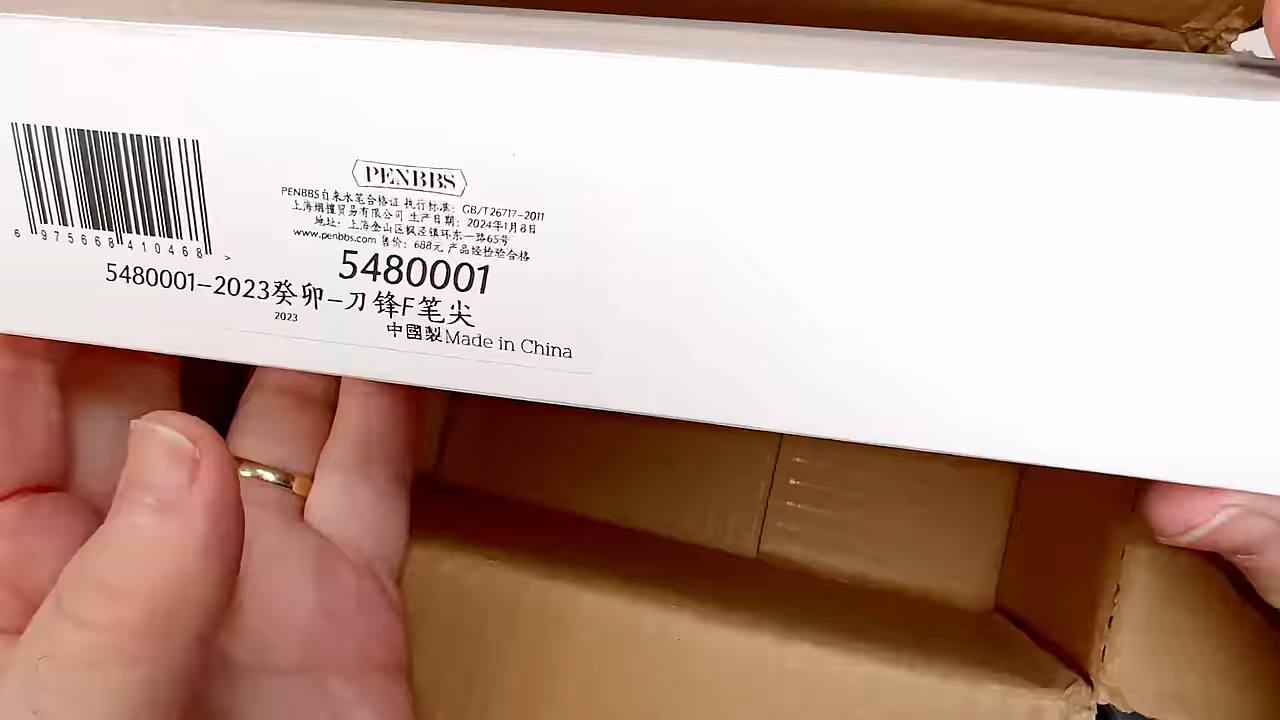 6 975668 410468 >
PENBBS
PENBBS自来水笔合格证 执行标准: GB/T26717-2011
上海烟撞贸易有限公司 生产日期: 2024年1月8日
地址: 上海金山区枫泾镇环东一路65号
www.penbbs.com 售价: 688元 产品经检验合格
5480001
5480001-2023癸卯-刀锋F笔尖
2023
中國製Made in China